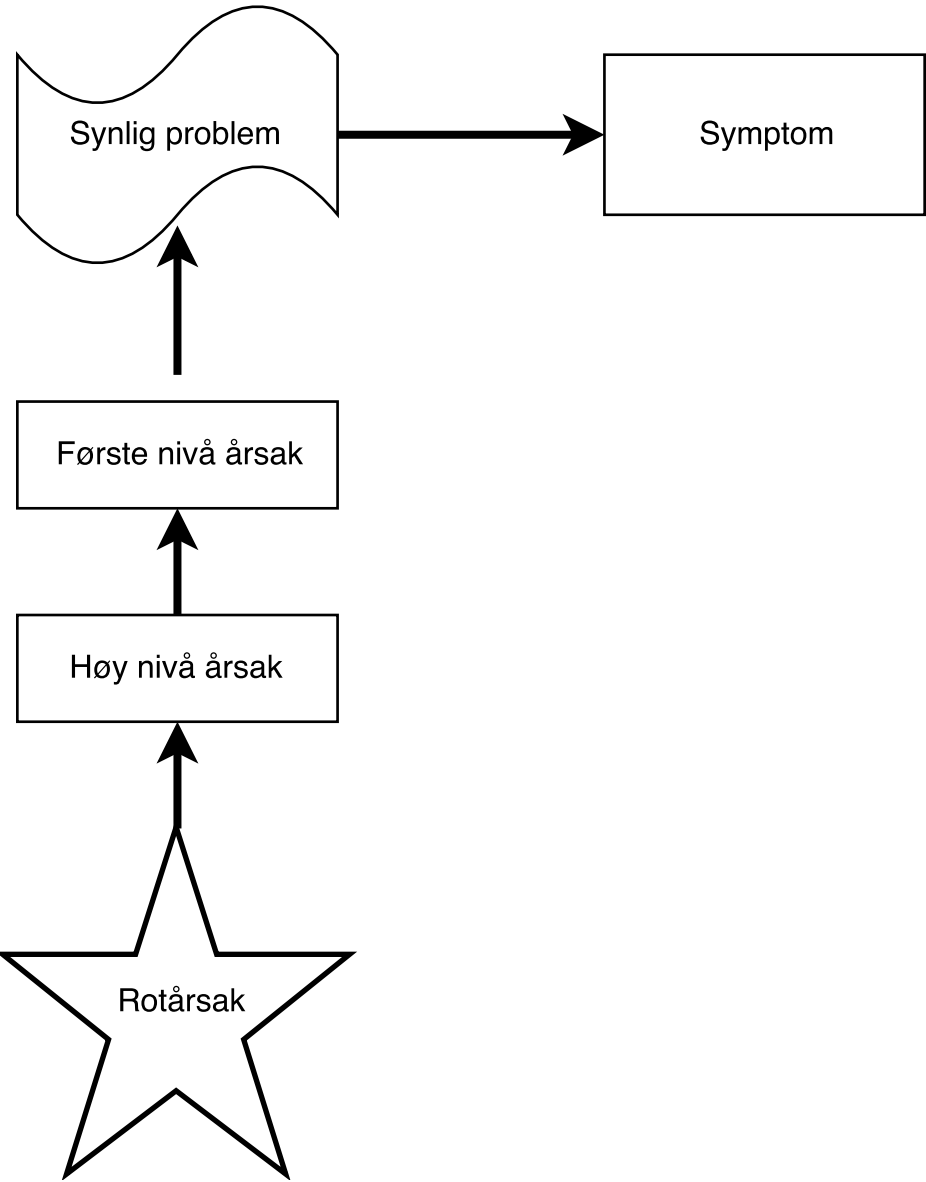 Synlig problem
Symptom
Første nivå årsak
Høy nivå årsak
Rotårsak